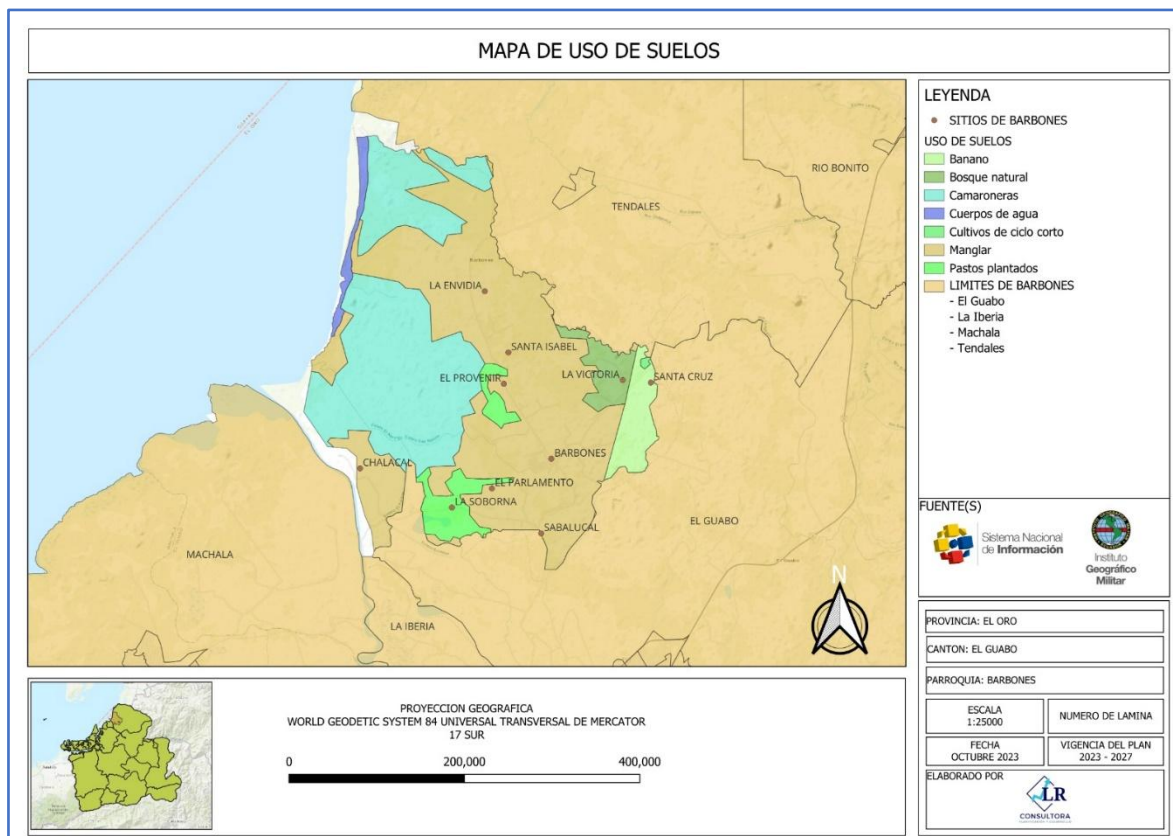 MAPA DE USO DE SUELOS
RIO BONITO
TENDALES
LA ENVIDIA
SANTA ISABEL
EL PROVENIR
LA VICTORIA
SANTA CRUZ
BARBONES
CHALACAL
EL PARLAMENTO
LA SOBORNA
EL GUABO
SABALUCAL
MACHALA
LA IBERIA
N
LEYENDA
SITIOS DE BARBONES
USO DE SUELOS
Banano
Bosque natural
Camaroneras
Cuerpos de agua
Cultivos de ciclo corto
Manglar
Pastos plantados
LIMITES DE BARBONES
- El Guabo
- La Iberia
- Machala
- Tendales
FUENTE(S)
Sistema Nacional
de Información
Instituto
Geográfico
Militar
PROVINCIA: EL ORO
CANTON: EL GUABO
PARROQUIA: BARBONES
ESCALA
1:25000
NUMERO DE LAMINA
FECHA
OCTUBRE 2023
VIGENCIA DEL PLAN
2023 - 2027
ELABORADO POR
LR
CONSULTORA
PROYECCION GEOGRAFICA
WORLD GEODETIC SYSTEM 84 UNIVERSAL TRANSVERSAL DE MERCATOR
17 SUR
0 200,000 400,000